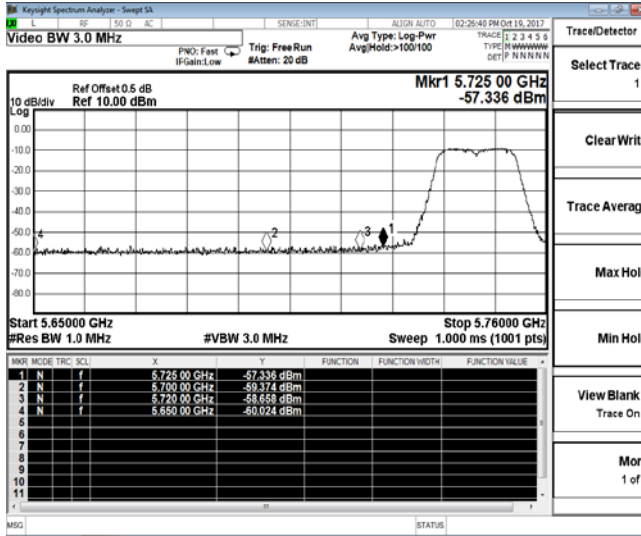 Keysight Spectrum Analyzer - Swept SA
L RF 50 Ω AC SENSE:INT ALIGN AUTO 02:26:40 PM Oct 19, 2017
Video BW 3.0 MHz
PNO: Fast
IFGain:Low
Trig: Free Run
#Atten: 20 dB
Avg Type: Log-Pwr
Avg|Hold:>100/100
TRACE 1 2 3 4 5 6
TYPE M
DET P N N N N N
Ref Offset 0.5 dB
Ref 10.00 dBm
10 dB/div
Log
Mkr1 5.725 00 GHz
-57.336 dBm
0.00
-10.0
-20.0
-30.0
-40.0
-50.0
-60.0
-70.0
-80.0
4
2
3
1
Start 5.65000 GHz
Stop 5.76000 GHz
#Res BW 1.0 MHz
#VBW 3.0 MHz
Sweep 1.000 ms (1001 pts)
MKR MODE TRC SCL X Y FUNCTION FUNCTION WIDTH FUNCTION VALUE
1 N f 5.725 00 GHz -57.336 dBm
2 N f 5.700 00 GHz -59.374 dBm
3 N f 5.720 00 GHz -58.658 dBm
4 N f 5.650 00 GHz -60.024 dBm
5
6
7
8
9
10
11
MSG
STATUS
Trace/Detector
Select Trace
1
Clear Writ
Trace Averag
Max Hol
Min Hol
View Blank
Trace On
Mor
1 of